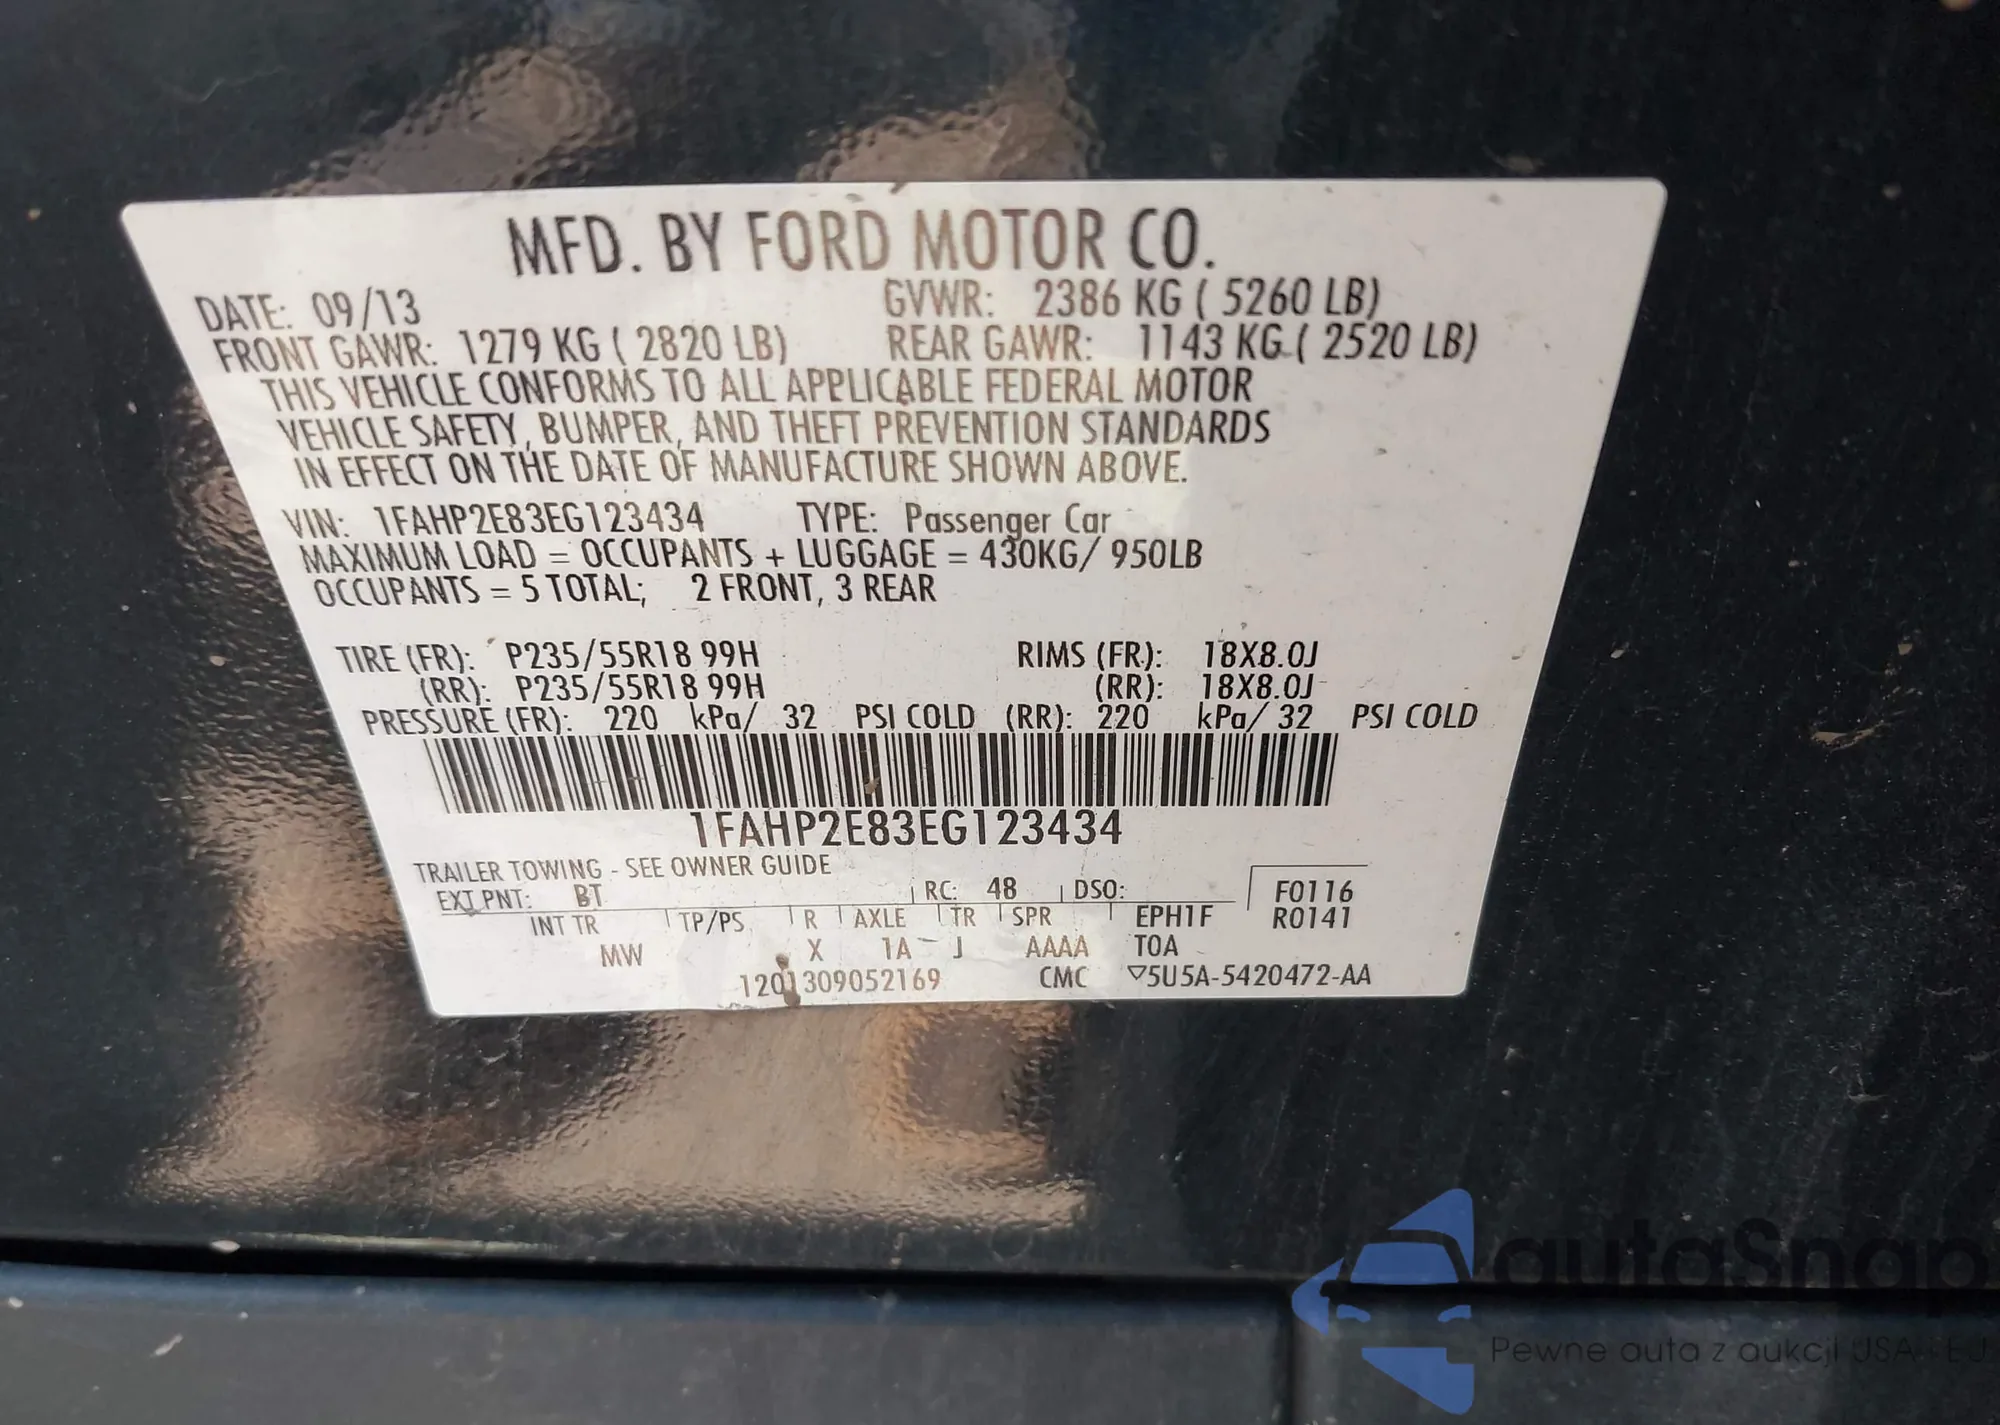 MFD. BY FORD MOTOR CO.
DATE: 09/13 GVWR: 2386 KG ( 5260 LB)
FRONT GAWR: 1279 KG ( 2820 LB) REAR GAWR: 1143 KG ( 2520 LB)
THIS VEHICLE CONFORMS TO ALL APPLICABLE FEDERAL MOTOR
VEHICLE SAFETY, BUMPER, AND THEFT PREVENTION STANDARDS
IN EFFECT ON THE DATE OF MANUFACTURE SHOWN ABOVE.
VIN: 1FAHP2E83EG123434 TYPE: Passenger Car
MAXIMUM LOAD = OCCUPANTS + LUGGAGE = 430KG/ 950LB
OCCUPANTS = 5 TOTAL; 2 FRONT, 3 REAR
TIRE (FR): P235/55R18 99H RIMS (FR): 18X8.0J
(RR): P235/55R18 99H (RR): 18X8.0J
PRESSURE (FR): 220 kPa/ 32 PSI COLD (RR): 220 kPa/ 32 PSI COLD
1FAHP2E83EG123434
TRAILER TOWING - SEE OWNER GUIDE
EXT PNT: BT RC: 48 DSO: F0116
INT TR TP/PS R AXLE TR SPR EPH1F R0141
MW X 1A J AAAA T0A
1201309052169 CMC ▽5U5A-5420472-AA
autoSnap
Pewne auta z aukcji USA i EU